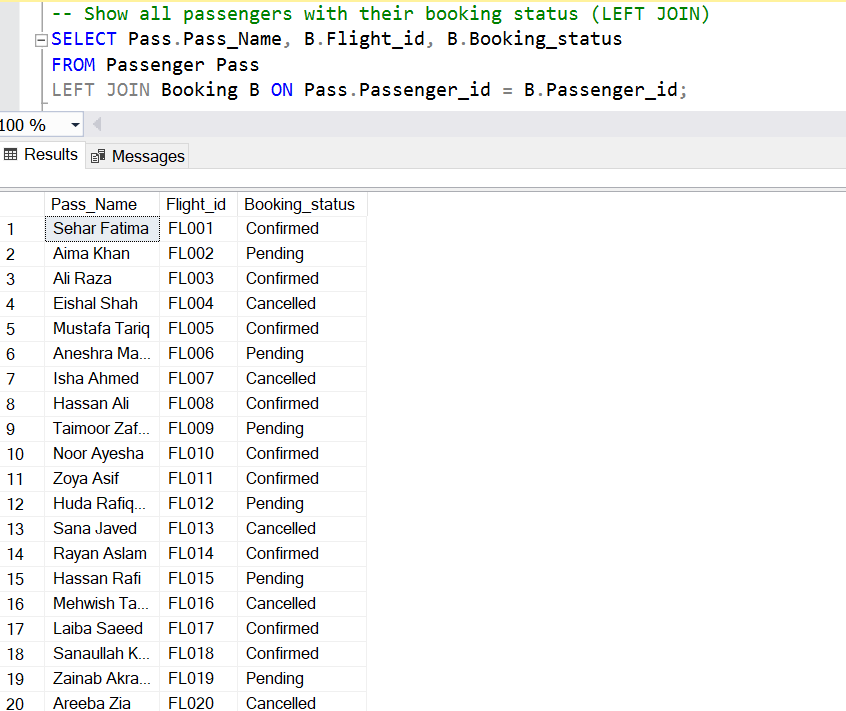 -- Show all passengers with their booking status (LEFT JOIN)
SELECT Pass.Pass_Name, B.Flight_id, B.Booking_status
FROM Passenger Pass
LEFT JOIN Booking B ON Pass.Passenger_id = B.Passenger_id;
100 %
Results Messages
Pass_Name Flight_id Booking_status
1 Sehar Fatima FL001 Confirmed
2 Aima Khan FL002 Pending
3 Ali Raza FL003 Confirmed
4 Eishal Shah FL004 Cancelled
5 Mustafa Tariq FL005 Confirmed
6 Aneshra Ma... FL006 Pending
7 Isha Ahmed FL007 Cancelled
8 Hassan Ali FL008 Confirmed
9 Taimoor Zaf... FL009 Pending
10 Noor Ayesha FL010 Confirmed
11 Zoya Asif FL011 Confirmed
12 Huda Rafiq... FL012 Pending
13 Sana Javed FL013 Cancelled
14 Rayan Aslam FL014 Confirmed
15 Hassan Rafi FL015 Pending
16 Mehwish Ta... FL016 Cancelled
17 Laiba Saeed FL017 Confirmed
18 Sanaullah K... FL018 Confirmed
19 Zainab Akra... FL019 Pending
20 Areeba Zia FL020 Cancelled